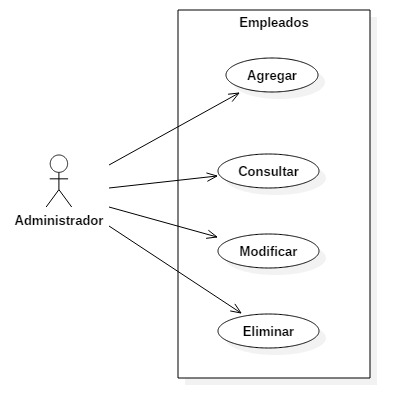 Empleados
Agregar
Consultar
Administrador
Modificar
Eliminar